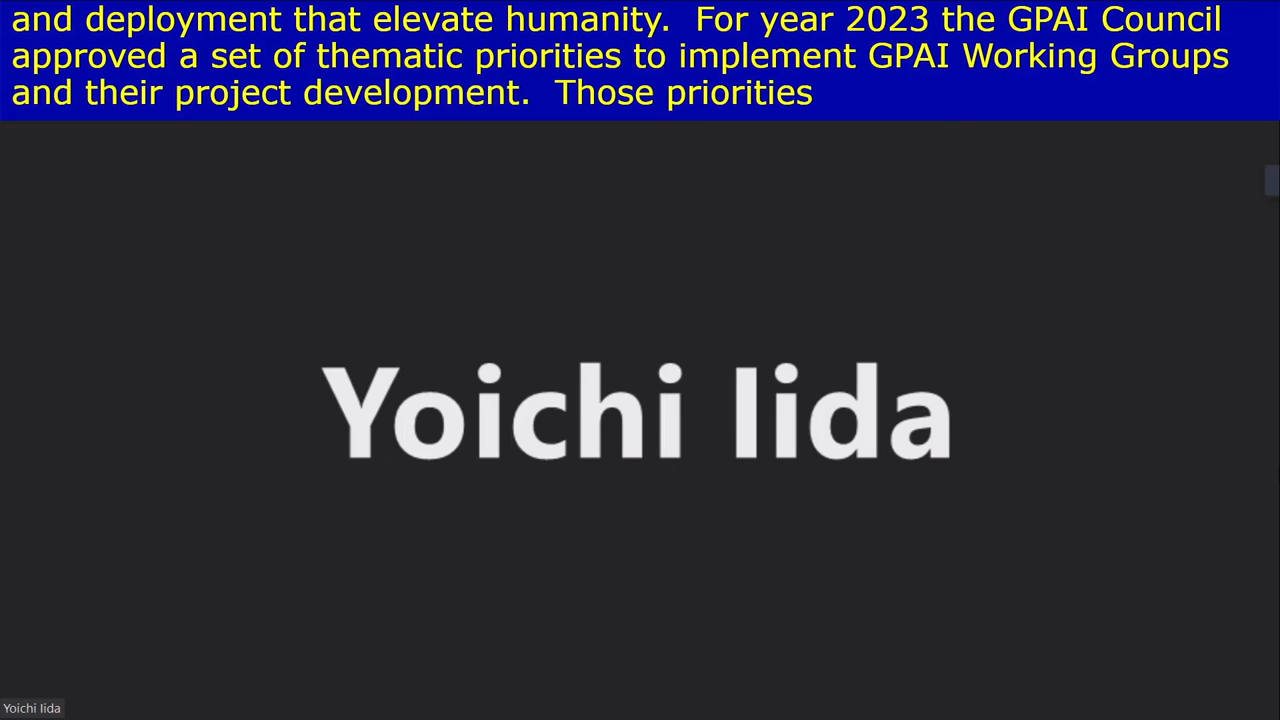 and deployment that elevate humanity.  For year 2023 the GPAI Council
approved a set of thematic priorities to implement GPAI Working Groups
and their project development.  Those priorities
Yoichi Iida
Yoichi Iida